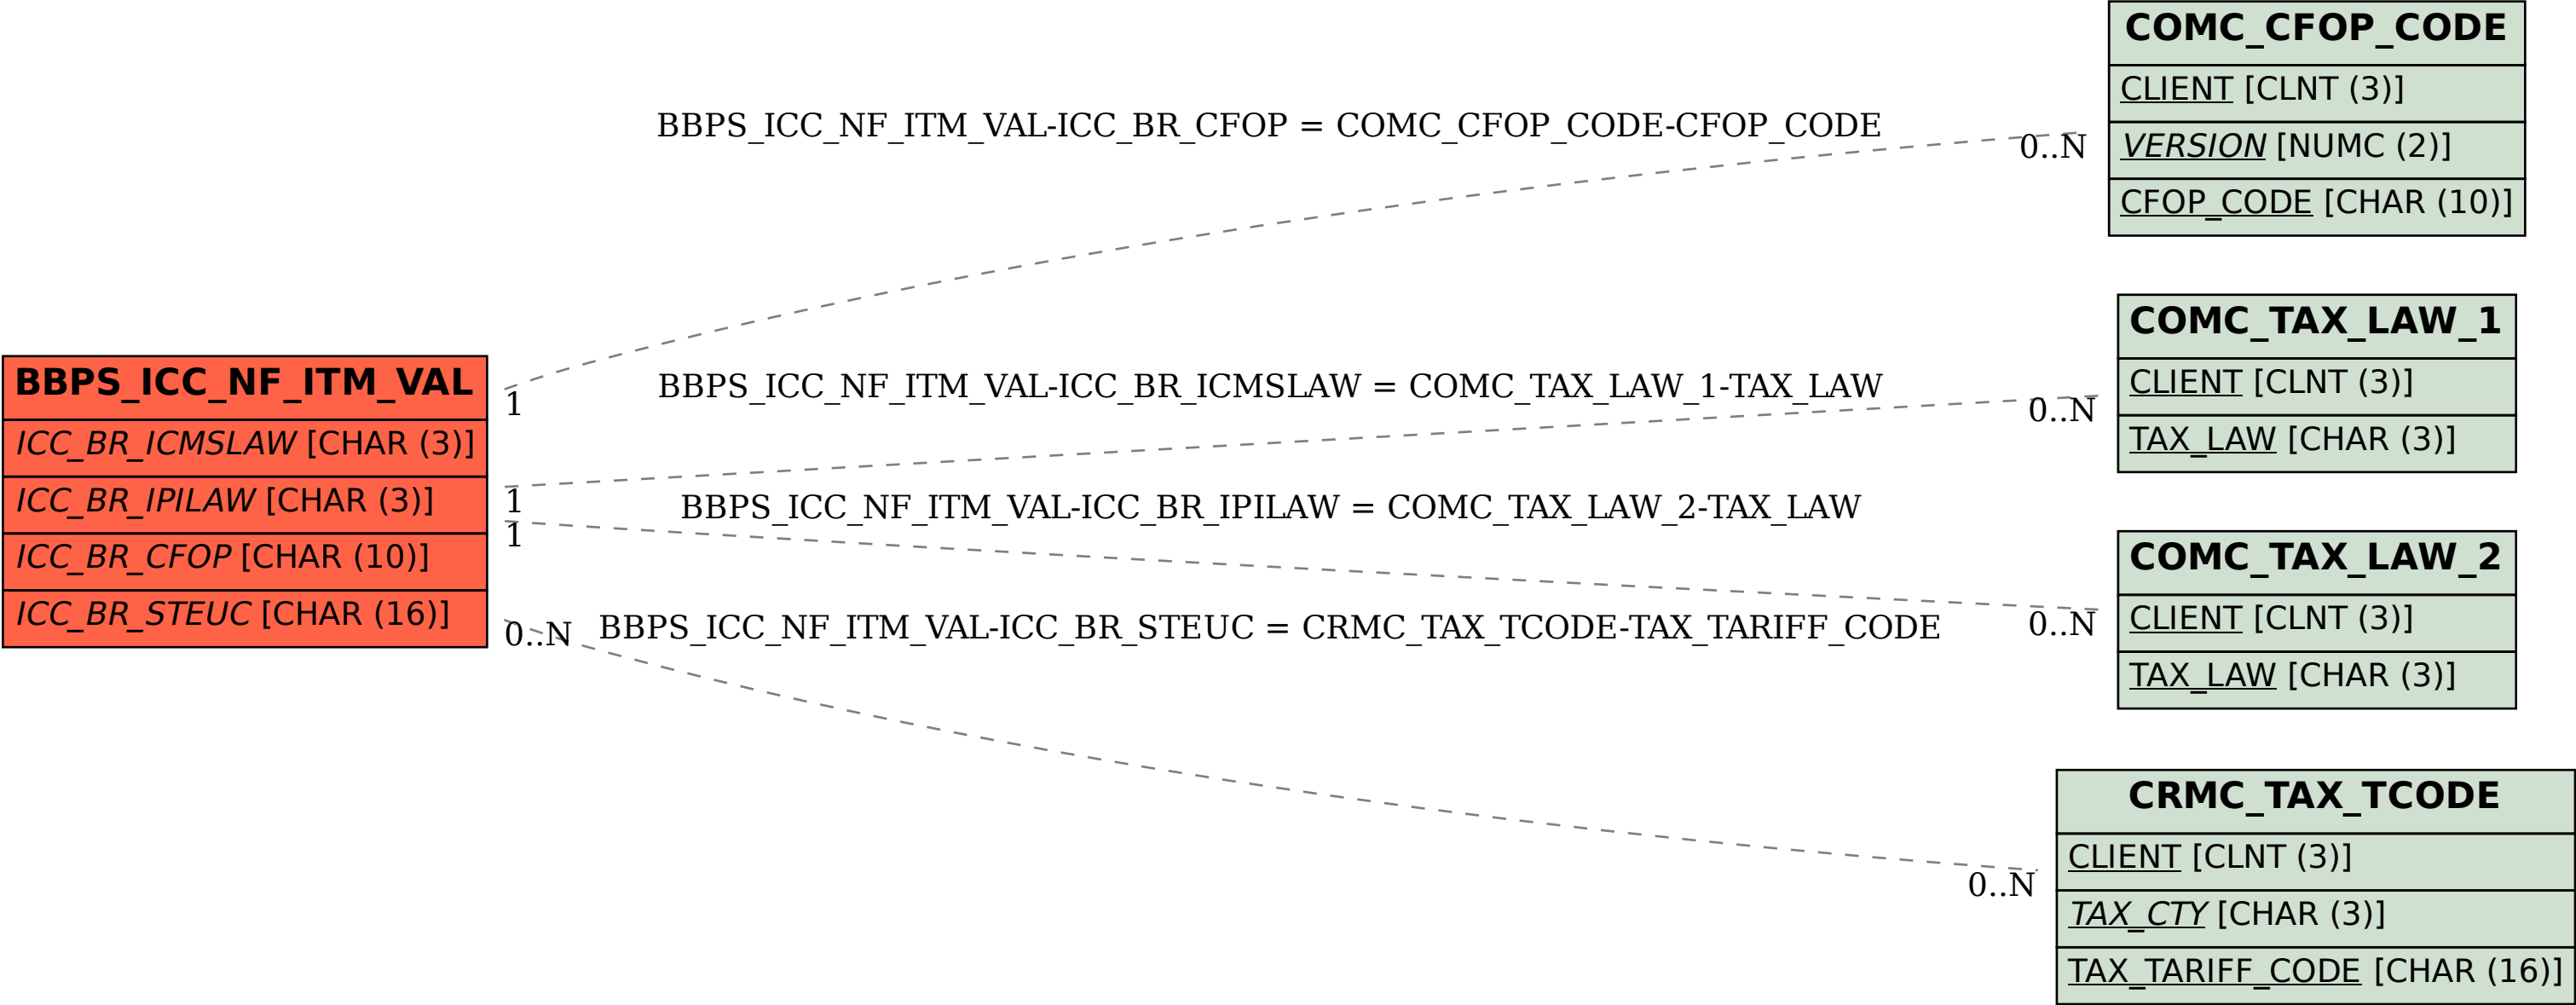 COMC_CFOP_CODE
CLIENT [CLNT (3)]
VERSION [NUMC (2)]
CFOP_CODE [CHAR (10)]
BBPS_ICC_NF_ITM_VAL-ICC_BR_CFOP = COMC_CFOP_CODE-CFOP_CODE
0..N
1
COMC_TAX_LAW_1
CLIENT [CLNT (3)]
TAX_LAW [CHAR (3)]
BBPS_ICC_NF_ITM_VAL-ICC_BR_ICMSLAW = COMC_TAX_LAW_1-TAX_LAW
0..N
1
BBPS_ICC_NF_ITM_VAL
ICC_BR_ICMSLAW [CHAR (3)]
ICC_BR_IPILAW [CHAR (3)]
ICC_BR_CFOP [CHAR (10)]
ICC_BR_STEUC [CHAR (16)]
BBPS_ICC_NF_ITM_VAL-ICC_BR_IPILAW = COMC_TAX_LAW_2-TAX_LAW
1
0..N
COMC_TAX_LAW_2
CLIENT [CLNT (3)]
TAX_LAW [CHAR (3)]
0..N
BBPS_ICC_NF_ITM_VAL-ICC_BR_STEUC = CRMC_TAX_TCODE-TAX_TARIFF_CODE
0..N
CRMC_TAX_TCODE
CLIENT [CLNT (3)]
TAX_CTY [CHAR (3)]
TAX_TARIFF_CODE [CHAR (16)]